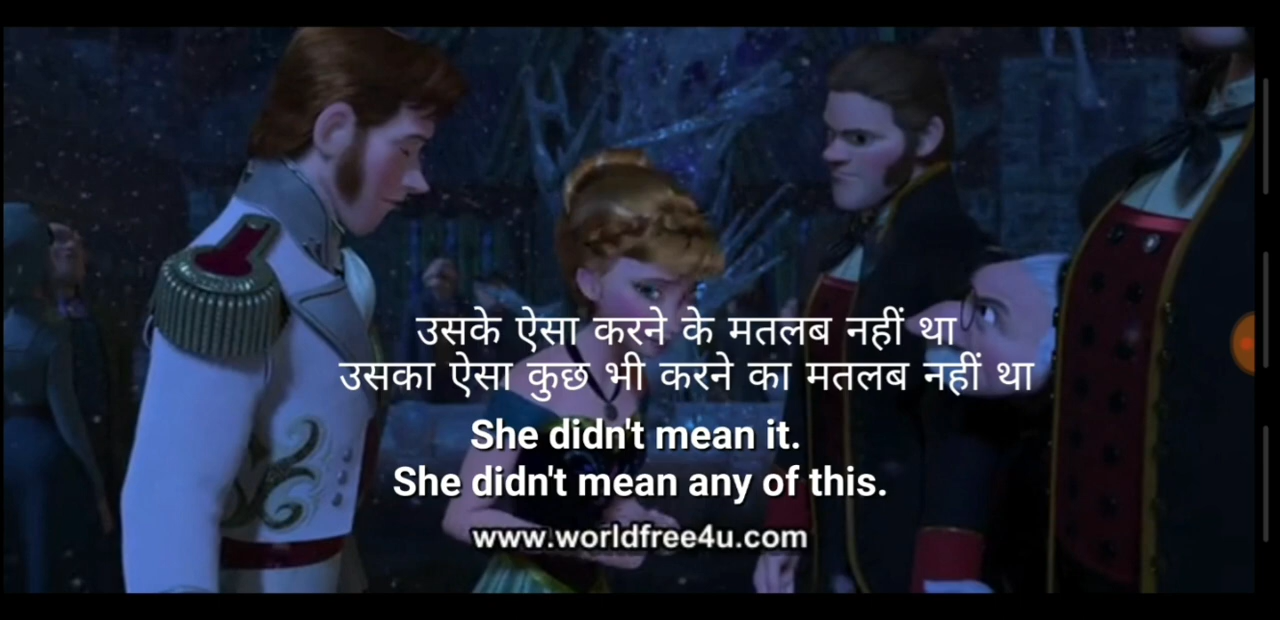 उसके ऐसा करने के मतलब नहीं था
उसका ऐसा कुछ भी करने का मतलब नहीं था
She didn't mean it.
She didn't mean any of this.
www.worldfree4u.com